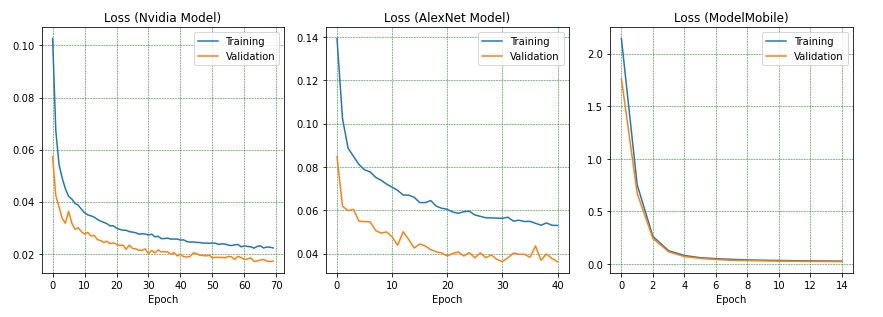 Loss (Nvidia Model)
Training
Validation
0.10
0.08
0.06
0.04
0.02
0 10 20 30 40 50 60 70
Epoch
Loss (AlexNet Model)
Training
Validation
0.14
0.12
0.10
0.08
0.06
0.04
0 10 20 30 40
Epoch
Loss (ModelMobile)
Training
Validation
2.0
1.5
1.0
0.5
0.0
0 2 4 6 8 10 12 14
Epoch